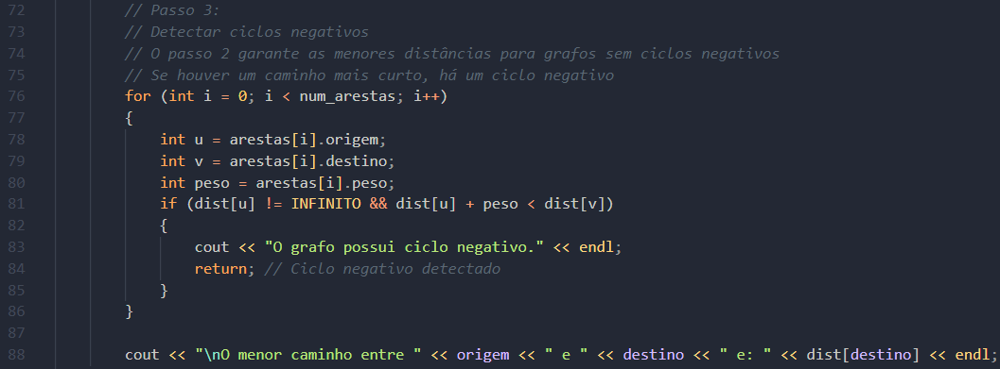 72 // Passo 3:
73 // Detectar ciclos negativos
74 // O passo 2 garante as menores distâncias para grafos sem ciclos negativos
75 // Se houver um caminho mais curto, há um ciclo negativo
76 for (int i = 0; i < num_arestas; i++)
77 {
78 int u = arestas[i].origem;
79 int v = arestas[i].destino;
80 int peso = arestas[i].peso;
81 if (dist[u] != INFINITO && dist[u] + peso < dist[v])
82 {
83 cout << "O grafo possui ciclo negativo." << endl;
84 return; // Ciclo negativo detectado
85 }
86 }
87
88 cout << "\nO menor caminho entre " << origem << " e " << destino << " e: " << dist[destino] << endl;